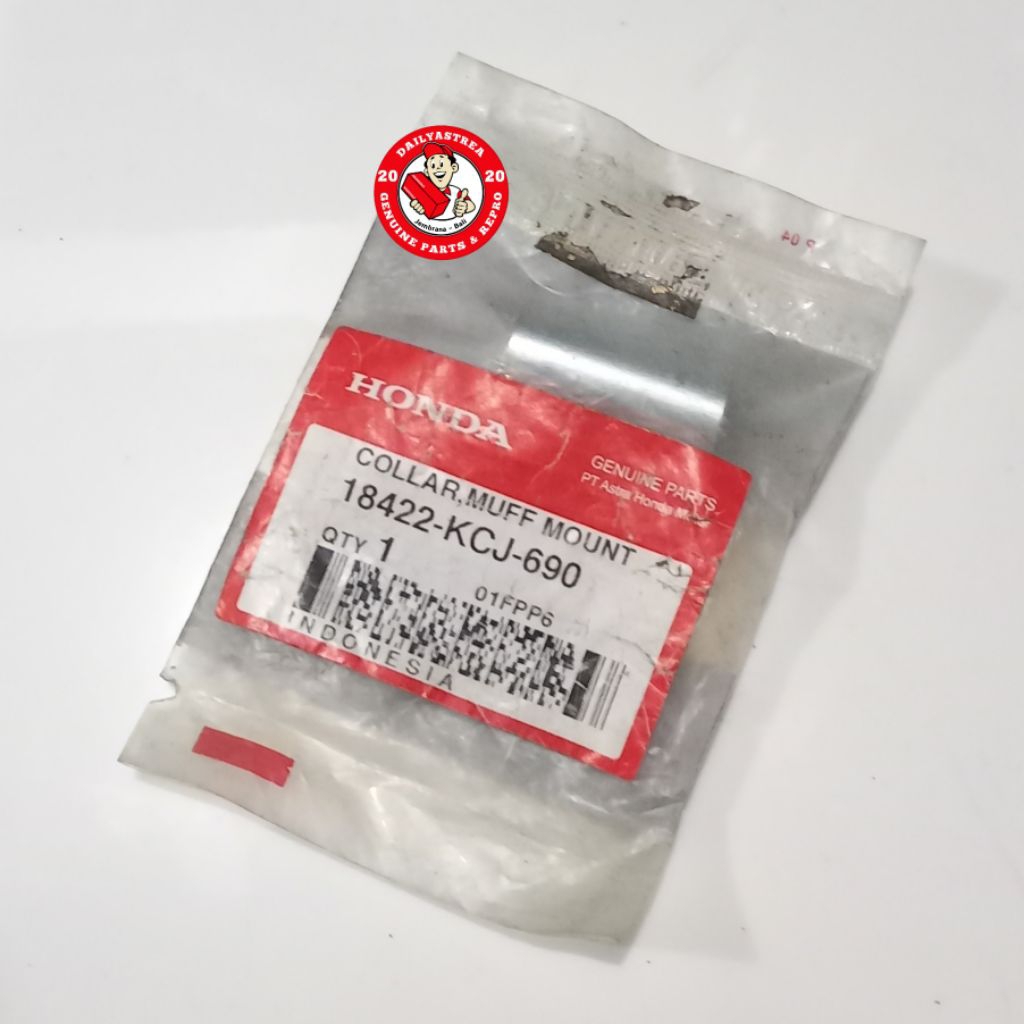 DAILYASTREA
20 20
Jembrana - Bali
GENUINE PARTS & REPRO
P 04
HONDA
GENUINE PARTS
PT Astra Honda Motor
COLLAR,MUFF MOUNT
18422-KCJ-690
QTY 1
01FPP6
INDONESIA